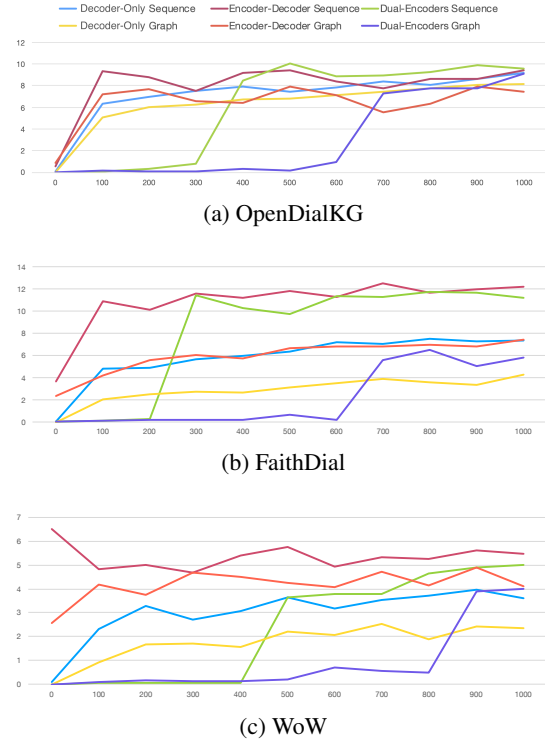 Decoder-Only Sequence Encoder-Decoder Sequence Dual-Encoders Sequence
Decoder-Only Graph Encoder-Decoder Graph Dual-Encoders Graph
12
10
8
6
4
2
0
0 100 200 300 400 500 600 700 800 900 1000
(a) OpenDialKG
14
12
10
8
6
4
2
0
0 100 200 300 400 500 600 700 800 900 1000
(b) FaithDial
7
6
5
4
3
2
1
0
0 100 200 300 400 500 600 700 800 900 1000
(c) WoW